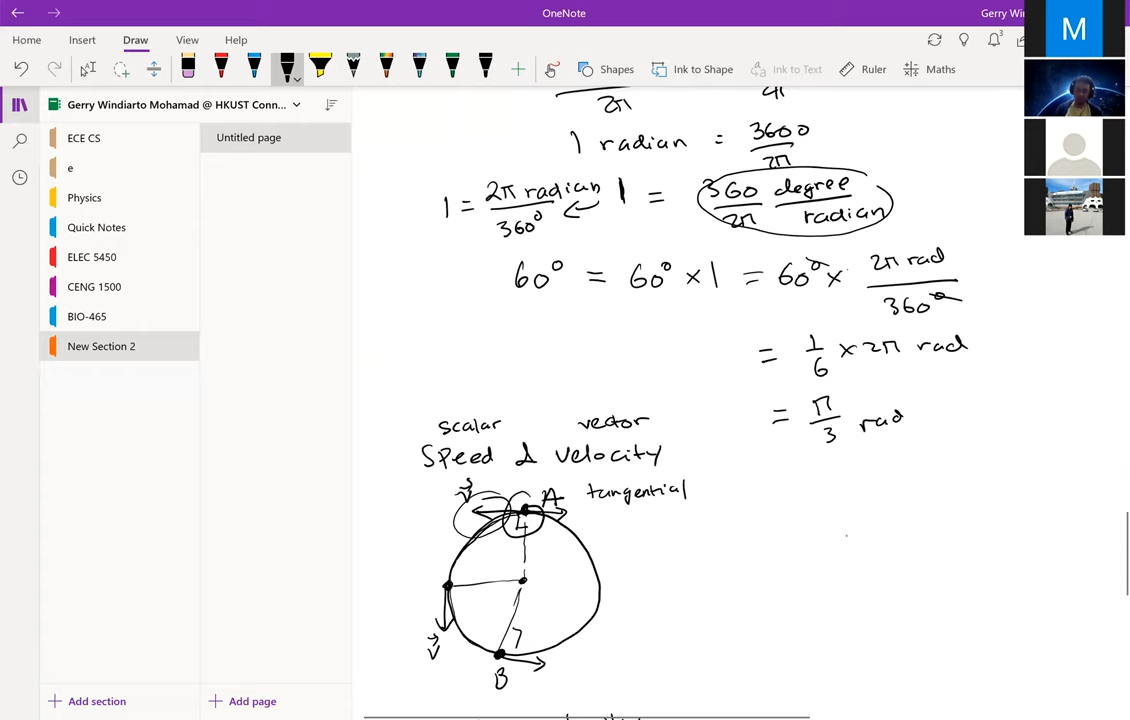 OneNote
Gerry Win
M
Home Insert Draw View Help
Shapes Ink to Shape Ink to Text Ruler Maths
Gerry Windiarto Mohamad @ HKUST Conn...
ECE CS
e
Physics
Quick Notes
ELEC 5450
CENG 1500
BIO-465
New Section 2
Add section
Untitled page
Add page
2π
1 radian = 360° / 2π
1 = 2π radian / 360° 1 = 360 degree / 2π radian
60° = 60° × 1 = 60° × 2π rad / 360°
= 1/6 × 2π rad
= π/3 rad
scalar vector
Speed & Velocity
tangential
A
v⃗
v⃗
B